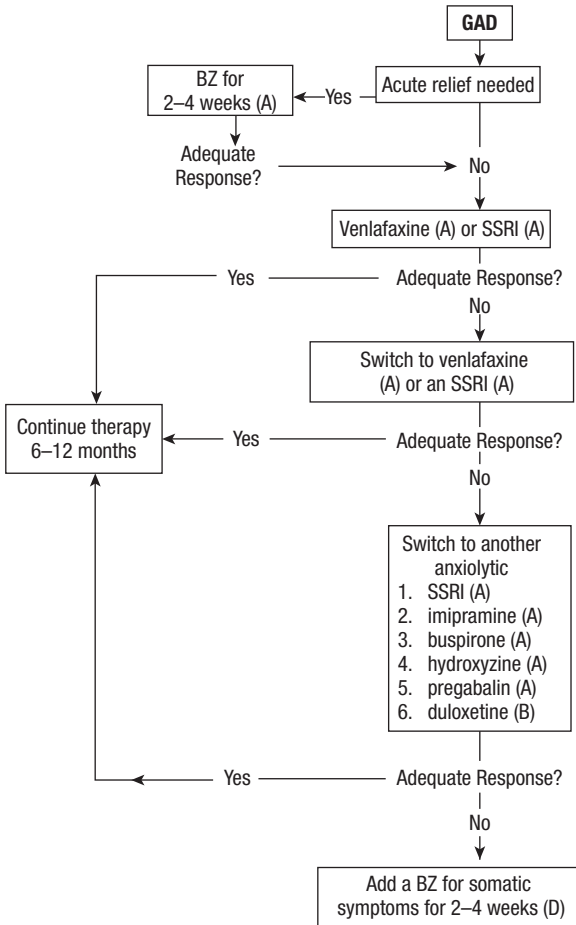 GAD
Acute relief needed
Yes
BZ for
2–4 weeks (A)
Adequate
Response?
No
Venlafaxine (A) or SSRI (A)
Adequate Response?
Yes
No
Switch to venlafaxine
(A) or an SSRI (A)
Adequate Response?
Yes
Continue therapy
6–12 months
No
Switch to another
anxiolytic
1. SSRI (A)
2. imipramine (A)
3. buspirone (A)
4. hydroxyzine (A)
5. pregabalin (A)
6. duloxetine (B)
Adequate Response?
Yes
No
Add a BZ for somatic
symptoms for 2–4 weeks (D)